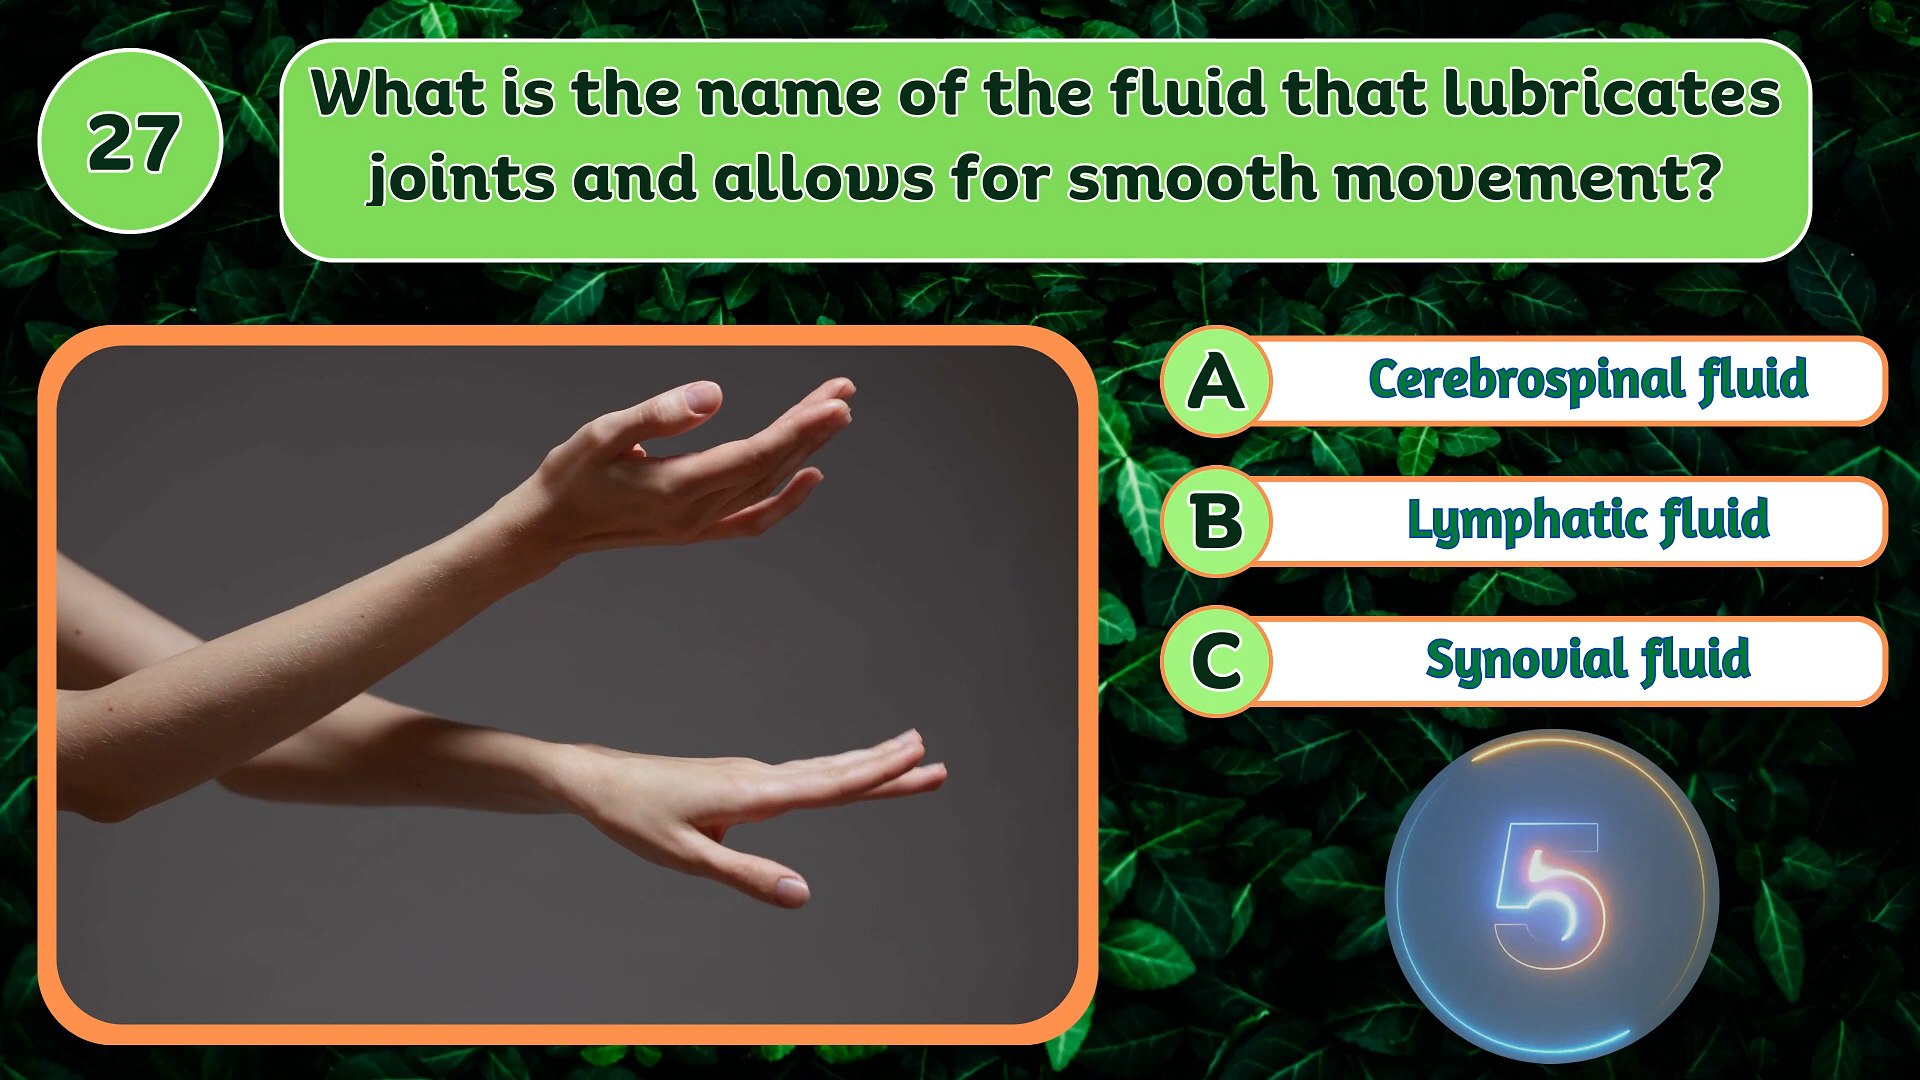 27
What is the name of the fluid that lubricates
joints and allows for smooth movement?
A
Cerebrospinal fluid
B
Lymphatic fluid
C
Synovial fluid
5